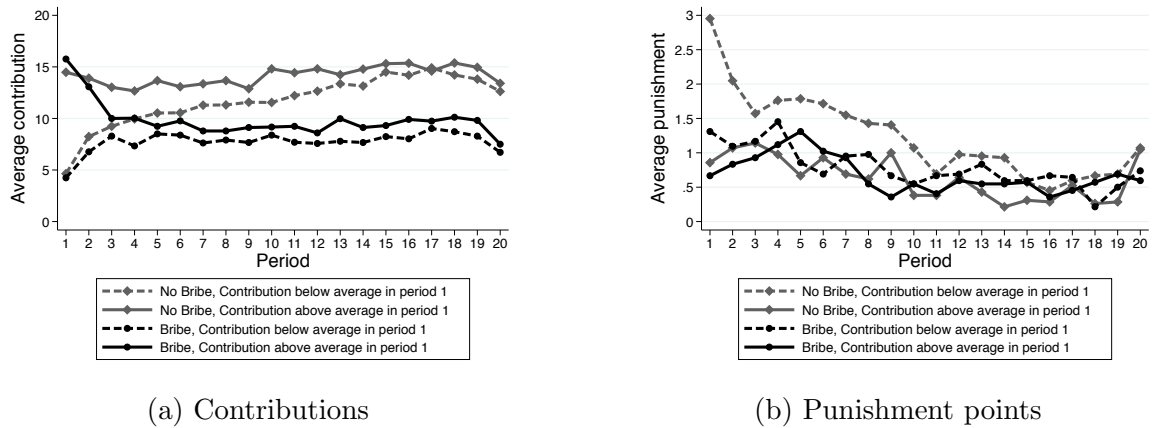 Average contribution
20
15
10
5
0
1 2 3 4 5 6 7 8 9 10 11 12 13 14 15 16 17 18 19 20
Period
No Bribe, Contribution below average in period 1
No Bribe, Contribution above average in period 1
Bribe, Contribution below average in period 1
Bribe, Contribution above average in period 1
(a) Contributions
Average punishment
3
2.5
2
1.5
1
.5
0
1 2 3 4 5 6 7 8 9 10 11 12 13 14 15 16 17 18 19 20
Period
No Bribe, Contribution below average in period 1
No Bribe, Contribution above average in period 1
Bribe, Contribution below average in period 1
Bribe, Contribution above average in period 1
(b) Punishment points